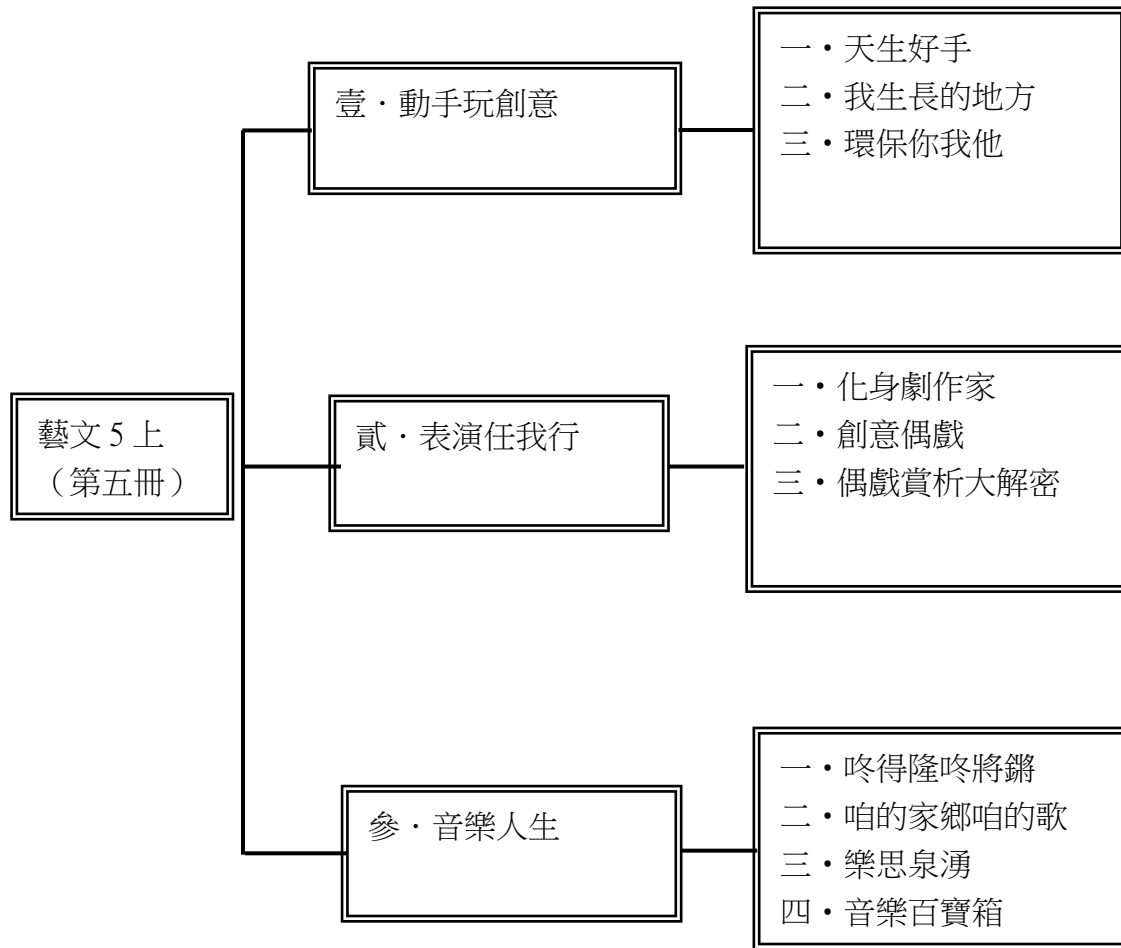 藝文 5 上
（第五冊）
壹．動手玩創意
一・天生好手
二・我生長的地方
三・環保你我他
貳．表演任我行
一・化身劇作家
二・創意偶戲
三・偶戲賞析大解密
參．音樂人生
一・咚得隆咚將鏘
二・咱的家鄉咱的歌
三・樂思泉湧
四・音樂百寶箱